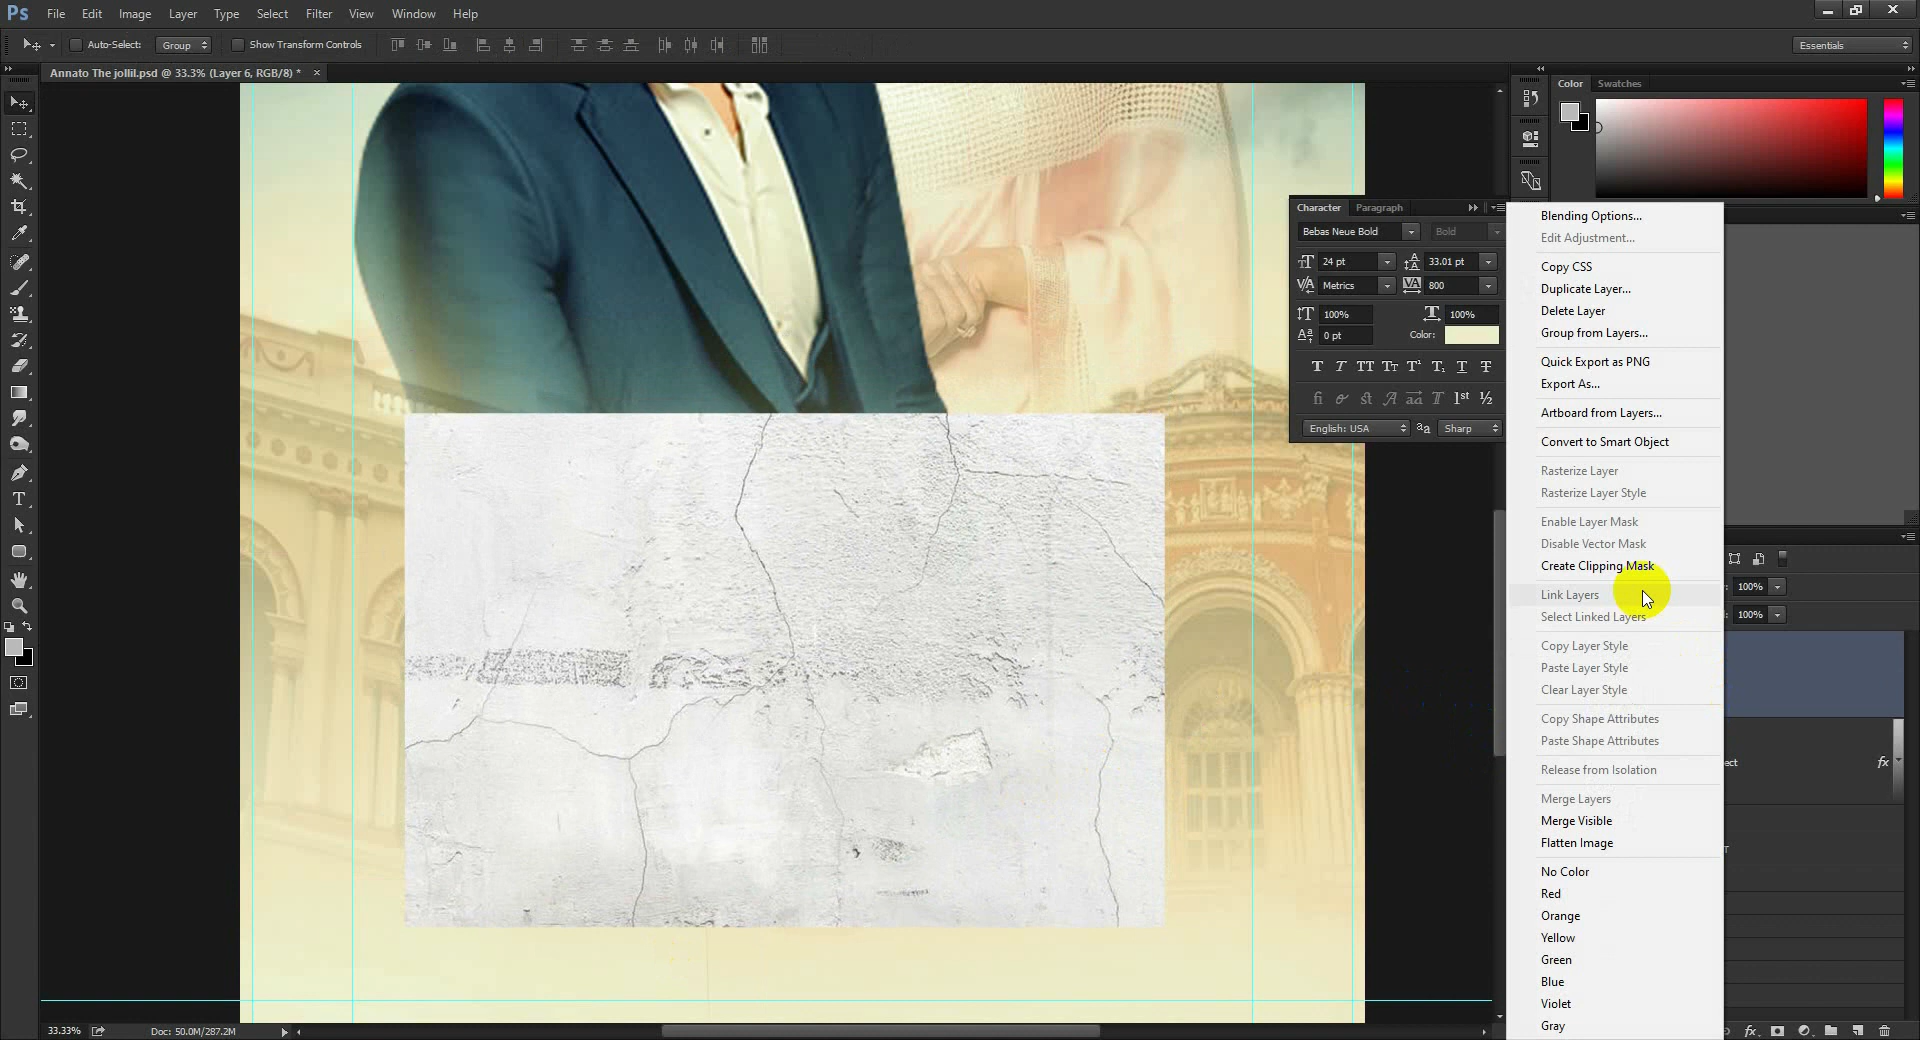 Ps File Edit Image Layer Type Select Filter View Window Help
Auto-Select: Group Show Transform Controls Essentials
Annato The jollil.psd @ 33.3% (Layer 6, RGB/8) * ×
Color Swatches
Character Paragraph
Bebas Neue Bold Bold
24 pt 33.01 pt
Metrics 800
100% 100%
0 pt Color:
English: USA aa Sharp
Blending Options...
Edit Adjustment...
Copy CSS
Duplicate Layer...
Delete Layer
Group from Layers...
Quick Export as PNG
Export As...
Artboard from Layers...
Convert to Smart Object
Rasterize Layer
Rasterize Layer Style
Enable Layer Mask
Disable Vector Mask
Create Clipping Mask
Link Layers
Select Linked Layers
Copy Layer Style
Paste Layer Style
Clear Layer Style
Copy Shape Attributes
Paste Shape Attributes
Release from Isolation
Merge Layers
Merge Visible
Flatten Image
No Color
Red
Orange
Yellow
Green
Blue
Violet
Gray
100%
100%
ect fx
T
33.33% Doc: 50.0M/287.2M